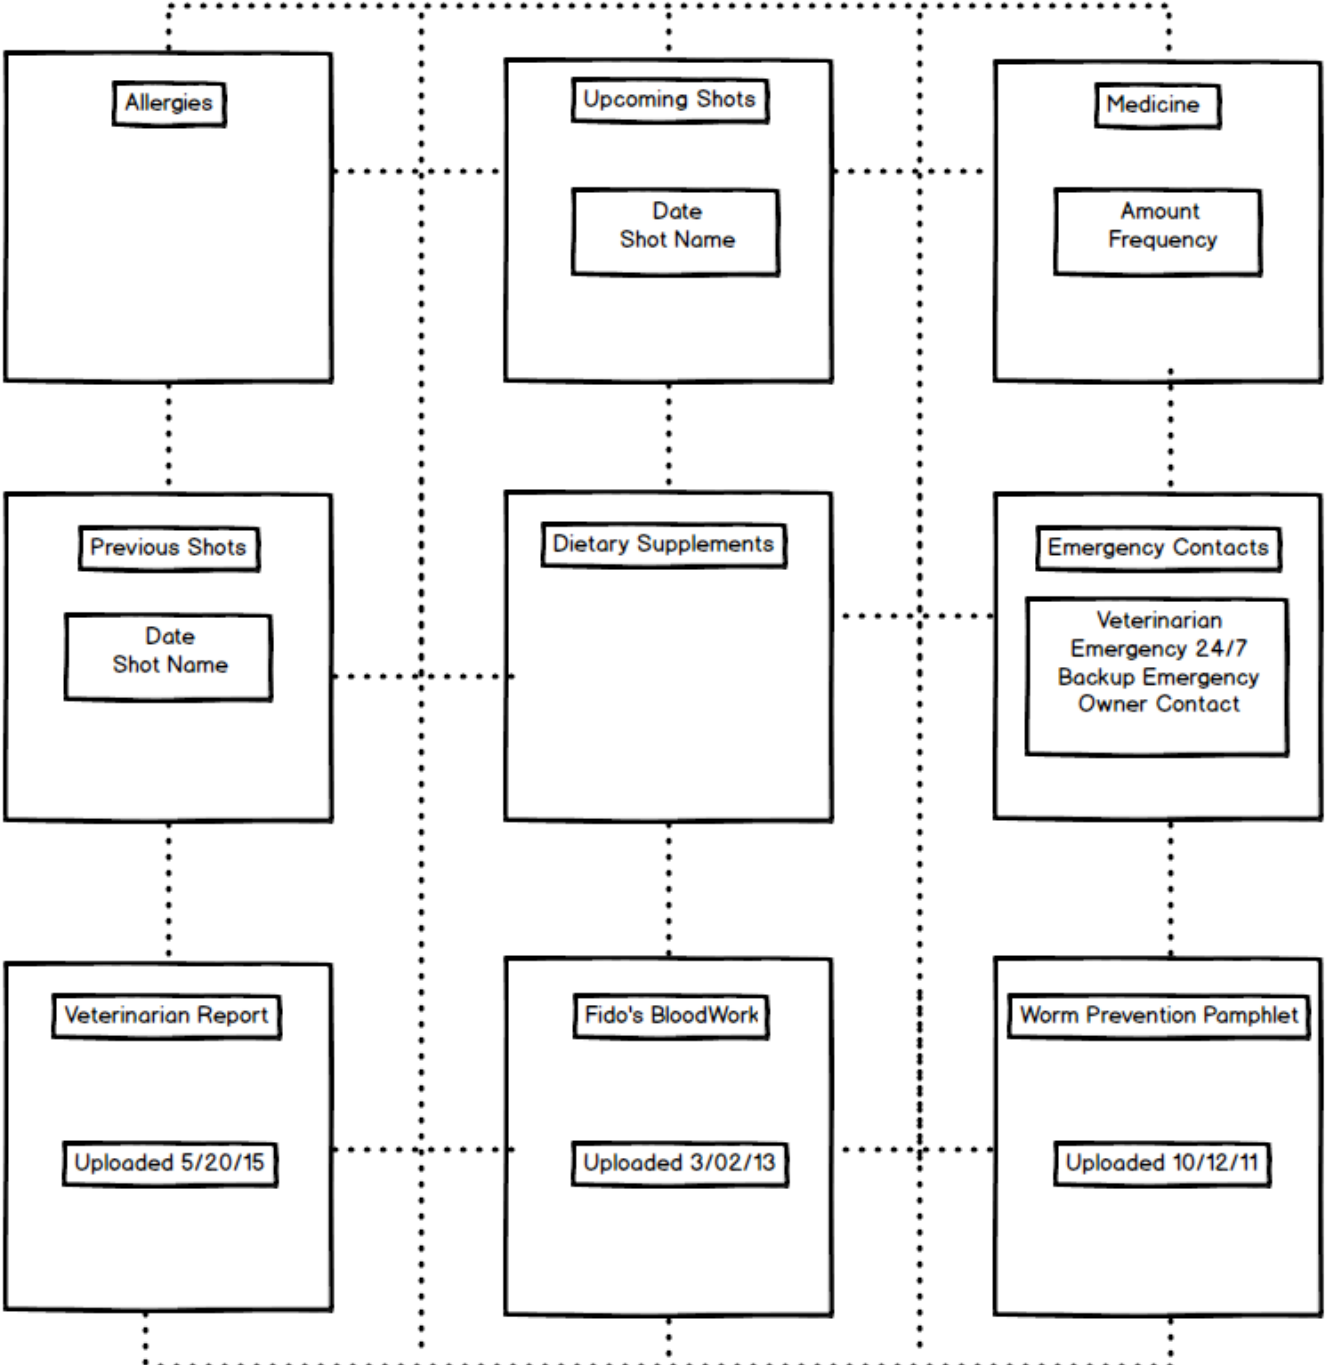 Allergies
Upcoming Shots
Date
Shot Name
Medicine
Amount
Frequency
Previous Shots
Date
Shot Name
Dietary Supplements
Emergency Contacts
Veterinarian
Emergency 24/7
Backup Emergency
Owner Contact
Veterinarian Report
Uploaded 5/20/15
Fido's BloodWork
Uploaded 3/02/13
Worm Prevention Pamphlet
Uploaded 10/12/11